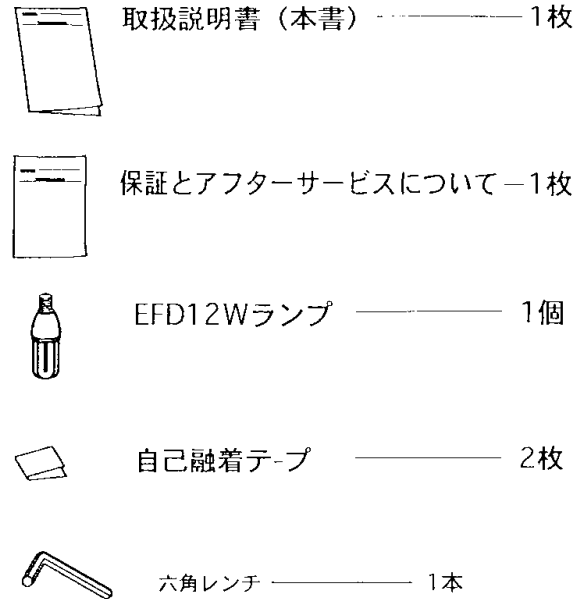 取扱説明書（本書） 1枚
保証とアフターサービスについて 1枚
EFD12Wランプ 1個
自己融着テープ 2枚
六角レンチ 1本